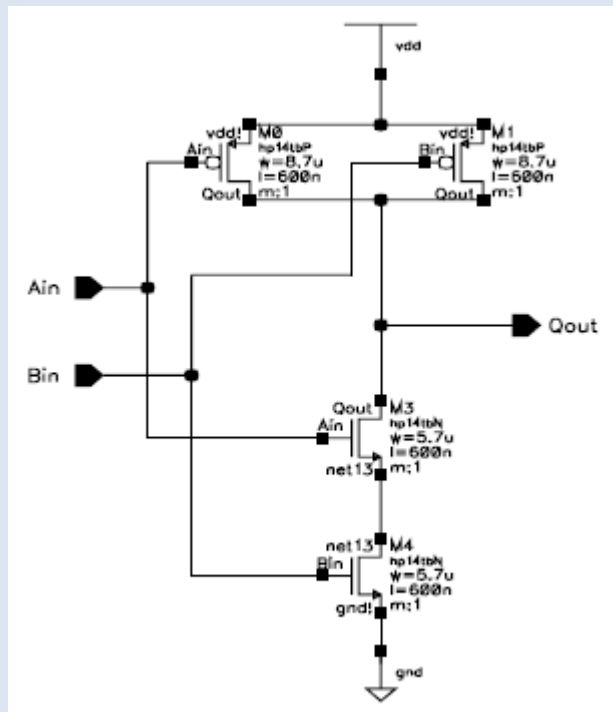 vdd
vdd!
M0
hp14tbP
Ain
w=8.7u
l=600n
Qout
m:1
vdd!
M1
hp14tbP
Bin
w=8.7u
l=600n
Qout
m:1
Ain
Qout
Bin
Qout
M3
hp14tbN
Ain
w=5.7u
l=600n
net13
m:1
net13
M4
hp14tbN
Bin
w=5.7u
l=600n
gnd!
m:1
gnd